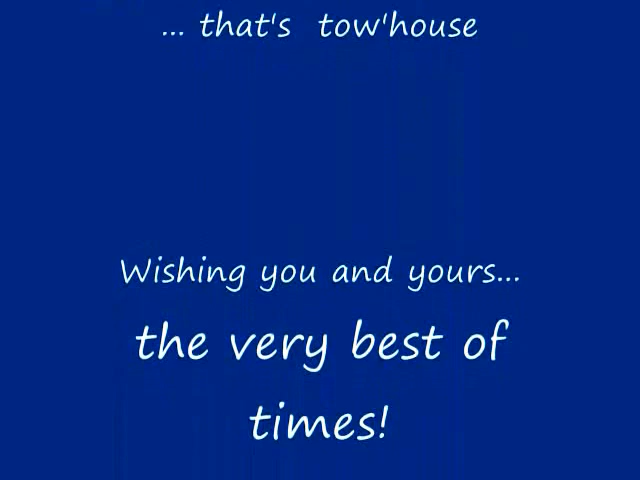 ... that's tow'house
Wishing you and yours...
the very best of
times!